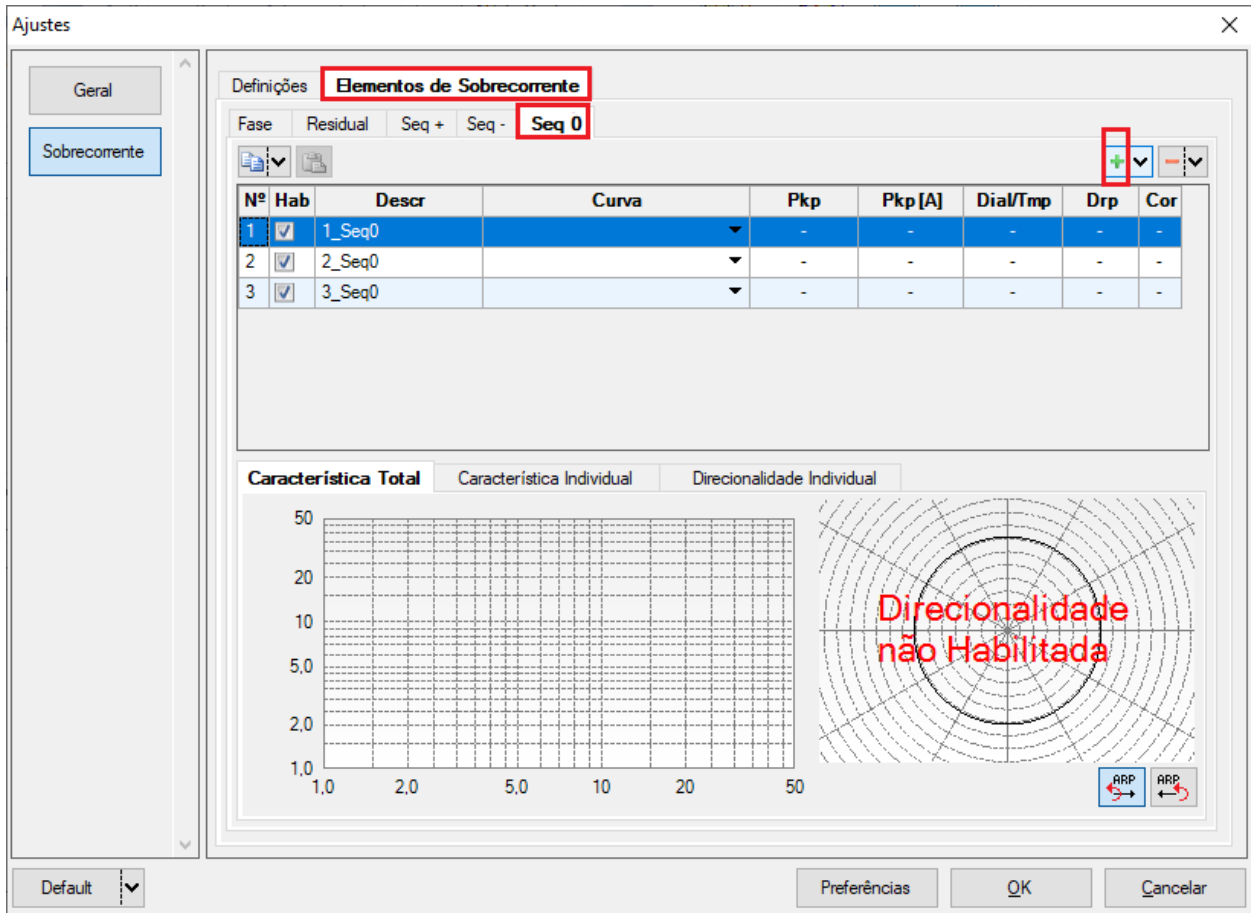 Ajustes
Geral
Sobrecorrente
Definições Elementos de Sobrecorrente
Fase Residual Seq + Seq - Seq 0
Nº Hab Descr Curva Pkp Pkp [A] Dial/Tmp Drp Cor
1 1_Seq0 - - - - -
2 2_Seq0 - - - - -
3 3_Seq0 - - - - -
Característica Total Característica Individual Direcionalidade Individual
50
20
10
5,0
2,0
1,0
1,0 2,0 5,0 10 20 50
Direcionalidade
não Habilitada
ARP ARP
Default Preferências OK Cancelar